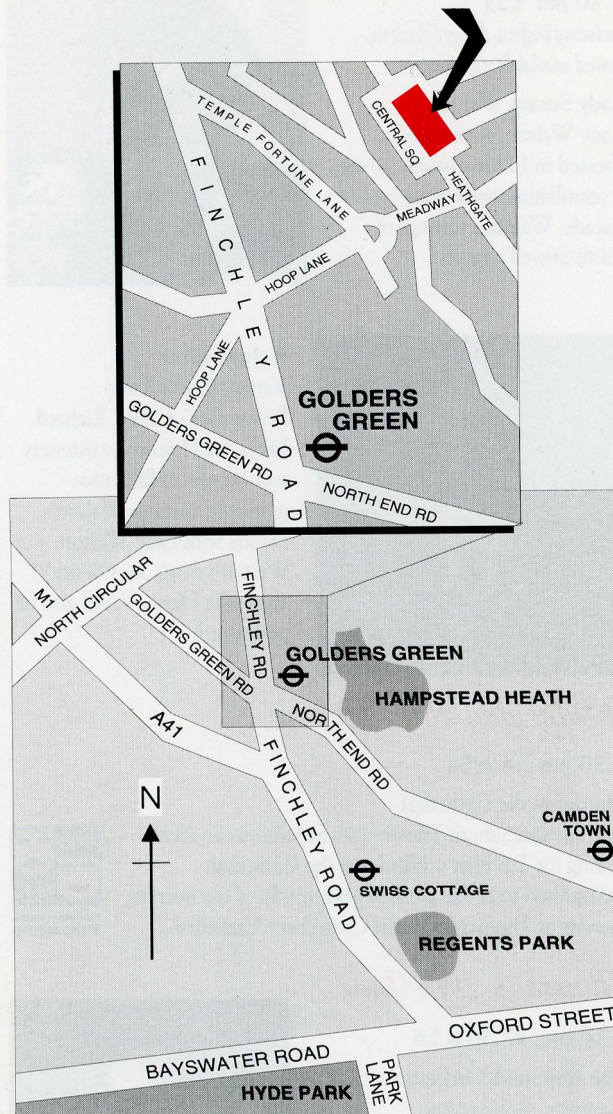 CENTRAL SQ
TEMPLE FORTUNE LANE
HEATHGATE
MEADWAY
FINCHLEY ROAD
HOOP LANE
HOOP LANE
GOLDERS
GREEN
GOLDERS GREEN RD
NORTH END RD
Richard
listeners
M1
NORTH CIRCULAR
FINCHLEY RD
GOLDERS GREEN RD
GOLDERS GREEN
HAMPSTEAD HEATH
NORTH END RD
A41
FINCHLEY ROAD
N
CAMDEN
TOWN
SWISS COTTAGE
REGENTS PARK
OXFORD STREET
BAYSWATER ROAD
PARK
LANE
HYDE PARK